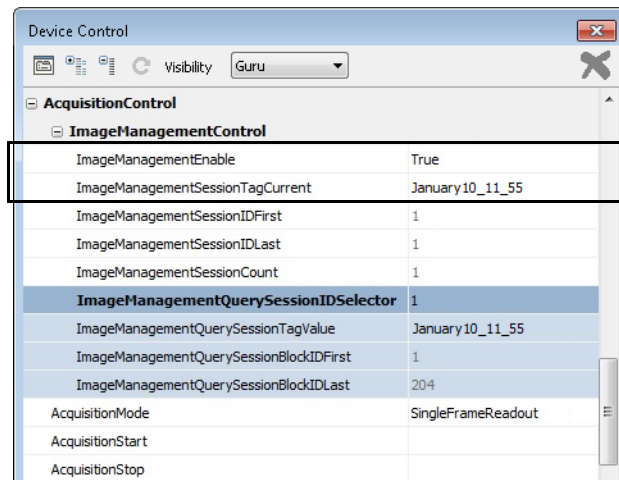 Device Control
Visibility Guru
AcquisitionControl
ImageManagementControl
ImageManagementEnable True
ImageManagementSessionTagCurrent January10_11_55
ImageManagementSessionIDFirst 1
ImageManagementSessionIDLast 1
ImageManagementSessionCount 1
ImageManagementQuerySessionIDSelector 1
ImageManagementQuerySessionTagValue January10_11_55
ImageManagementQuerySessionBlockIDFirst 1
ImageManagementQuerySessionBlockIDLast 204
AcquisitionMode SingleFrameReadout
AcquisitionStart
AcquisitionStop